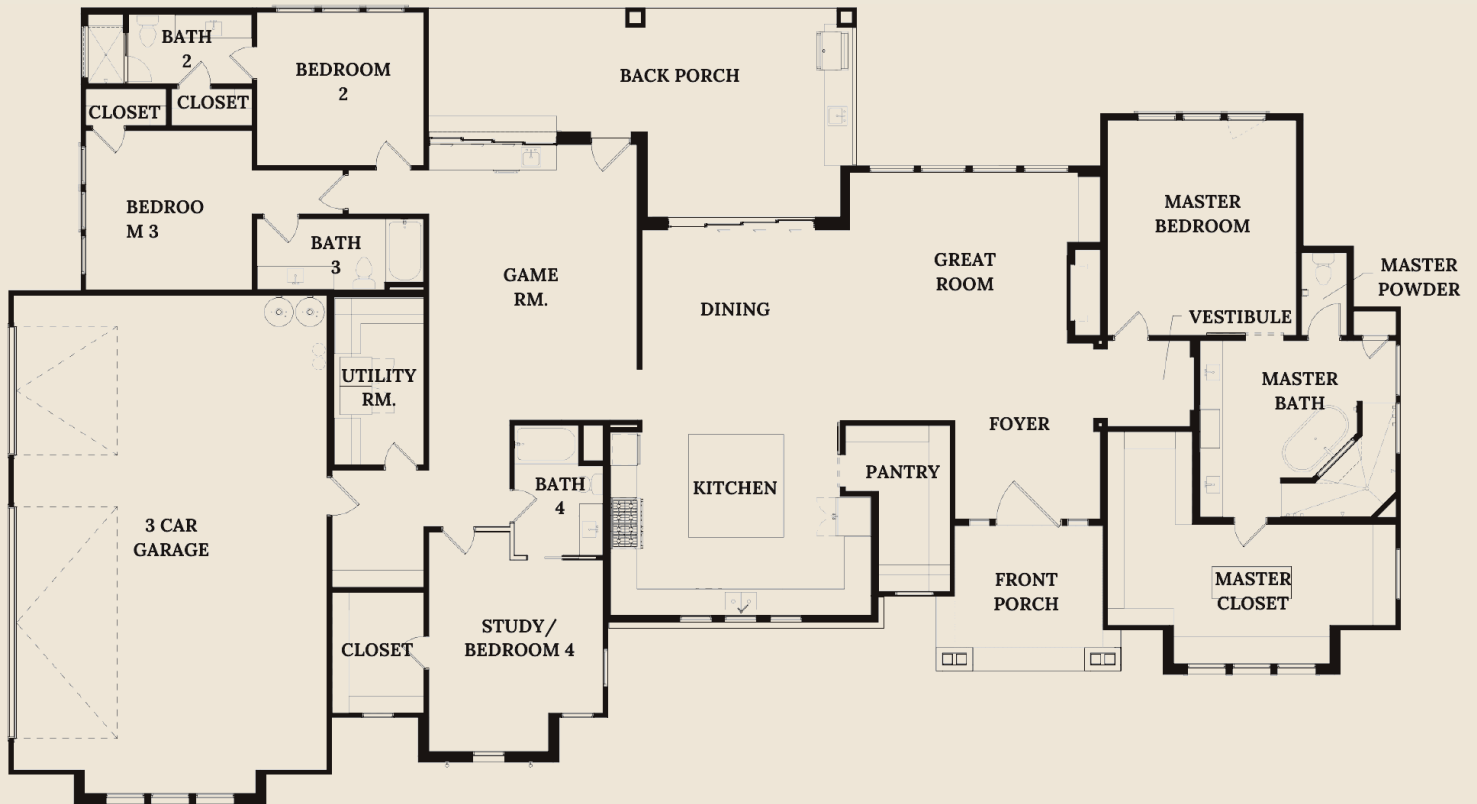 BATH
2
BEDROOM
2
BACK PORCH
CLOSET
CLOSET
BEDROO
M 3
BATH
3
GAME
RM.
DINING
GREAT
ROOM
MASTER
BEDROOM
MASTER
POWDER
VESTIBULE
UTILITY
RM.
MASTER
BATH
FOYER
BATH
4
KITCHEN
PANTRY
3 CAR
GARAGE
FRONT
PORCH
MASTER
CLOSET
CLOSET
STUDY/
BEDROOM 4